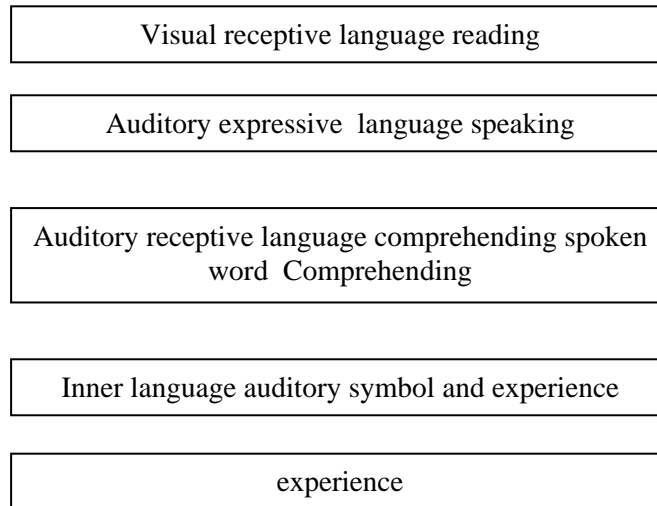 Visual receptive language reading
Auditory expressive language speaking
Auditory receptive language comprehending spoken
word Comprehending
Inner language auditory symbol and experience
experience